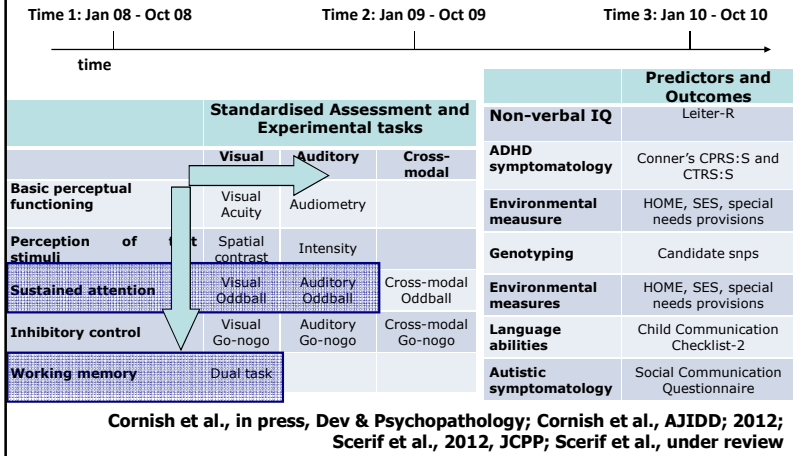 Time 1: Jan 08 - Oct 08
Time 2: Jan 09 - Oct 09
Time 3: Jan 10 - Oct 10
time
Standardised Assessment and
Experimental tasks
Visual
Auditory
Cross-
modal
Basic perceptual
functioning
Visual
Acuity
Audiometry
Perception of
stimuli
Spatial
contrast
Intensity
Sustained attention
Visual
Oddball
Auditory
Oddball
Cross-modal
Oddball
Inhibitory control
Visual
Go-nogo
Auditory
Go-nogo
Cross-modal
Go-nogo
Working memory
Dual task
Predictors and
Outcomes
Non-verbal IQ
Leiter-R
ADHD
symptomatology
Conner's CPRS:S and
CTRS:S
Environmental
meausure
HOME, SES, special
needs provisions
Genotyping
Candidate snps
Environmental
measures
HOME, SES, special
needs provisions
Language
abilities
Child Communication
Checklist-2
Autistic
symptomatology
Social Communication
Questionnaire
Cornish et al., in press, Dev & Psychopathology; Cornish et al., AJIDD; 2012;
Scerif et al., 2012, JCPP; Scerif et al., under review